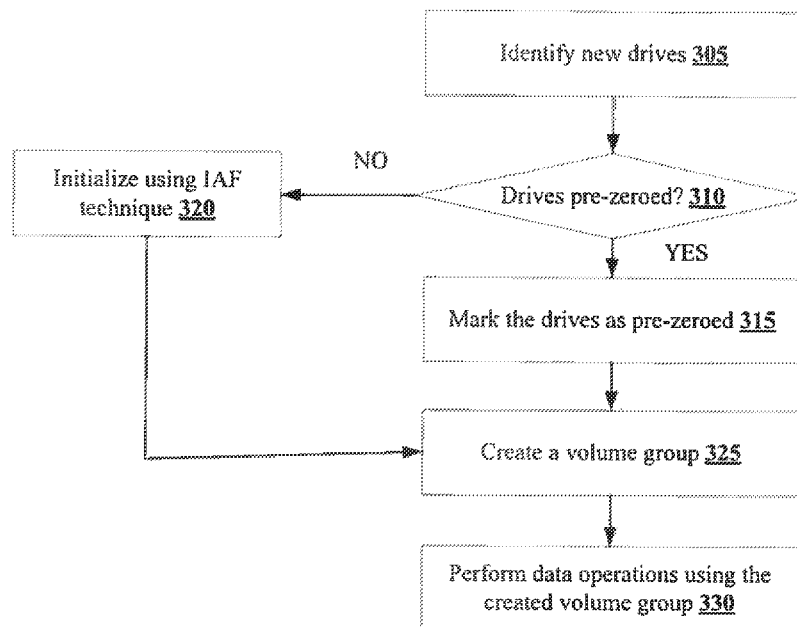 Identify new drives 305
NO
Drives pre-zeroed? 310
Initialize using IAF
technique 320
YES
Mark the drives as pre-zeroed 315
Create a volume group 325
Perform data operations using the
created volume group 330